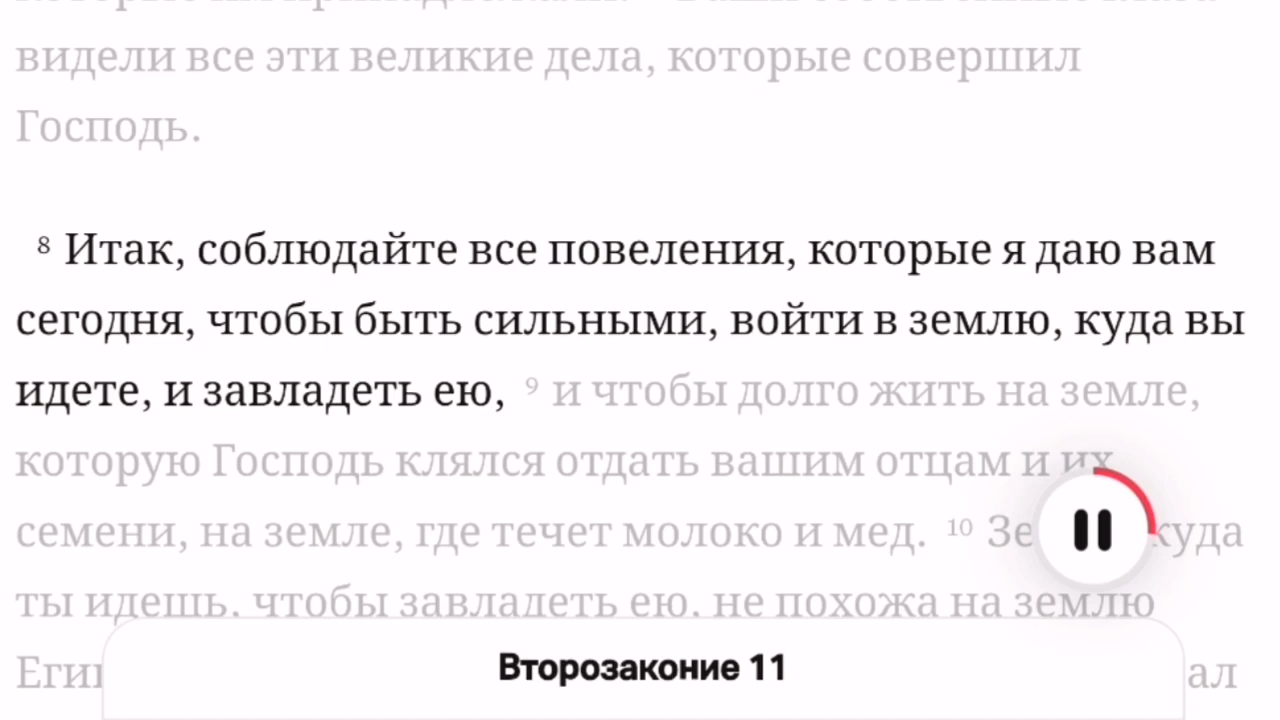 видели все эти великие дела, которые совершил
Господь.
8 Итак, соблюдайте все повеления, которые я даю вам
сегодня, чтобы быть сильными, войти в землю, куда вы
идете, и завладеть ею, 9 и чтобы долго жить на земле,
которую Господь клялся отдать вашим отцам и их
семени, на земле, где течет молоко и мед. 10 куда
ты идешь, чтобы завладеть ею, не похожа на землю
Второзаконие 11